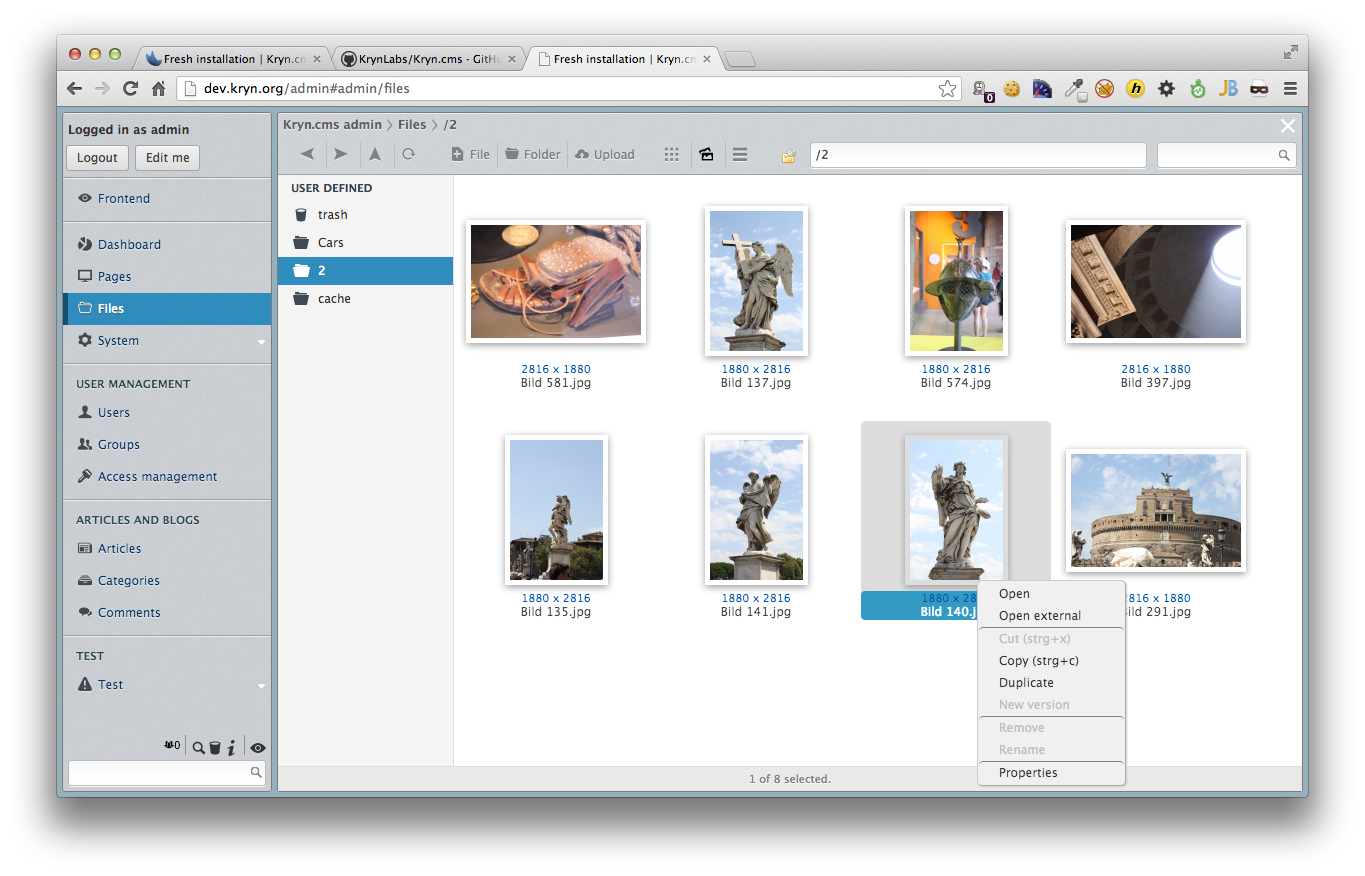 Fresh installation | Kryn.cm
KrynLabs/Kryn.cms · GitHu
Fresh installation | Kryn.cm
dev.kryn.org/admin#admin/files
0
h
JB
Logged in as admin
Logout
Edit me
Frontend
Dashboard
Pages
Files
System
USER MANAGEMENT
Users
Groups
Access management
ARTICLES AND BLOGS
Articles
Categories
Comments
TEST
Test
0
Kryn.cms admin
Files
/2
File
Folder
Upload
/2
USER DEFINED
trash
Cars
2
cache
2816 x 1880
Bild 581.jpg
1880 x 2816
Bild 137.jpg
1880 x 2816
Bild 574.jpg
2816 x 1880
Bild 397.jpg
1880 x 2816
Bild 135.jpg
1880 x 2816
Bild 141.jpg
1880 x 28
Bild 140.j
816 x 1880
ild 291.jpg
Open
Open external
Cut (strg+x)
Copy (strg+c)
Duplicate
New version
Remove
Rename
Properties
1 of 8 selected.